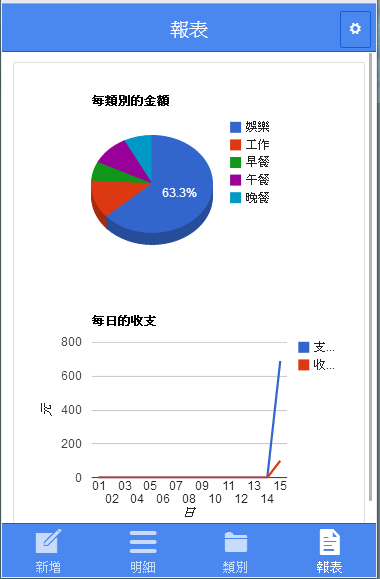 報表
每類別的金額
娛樂
工作
早餐
午餐
晚餐
63.3%
每日的收支
800
600
400
200
0
元
支...
收...
01 03 05 07 09 11 13 15
02 04 06 08 10 12 14
日
新增 明細 類別 報表